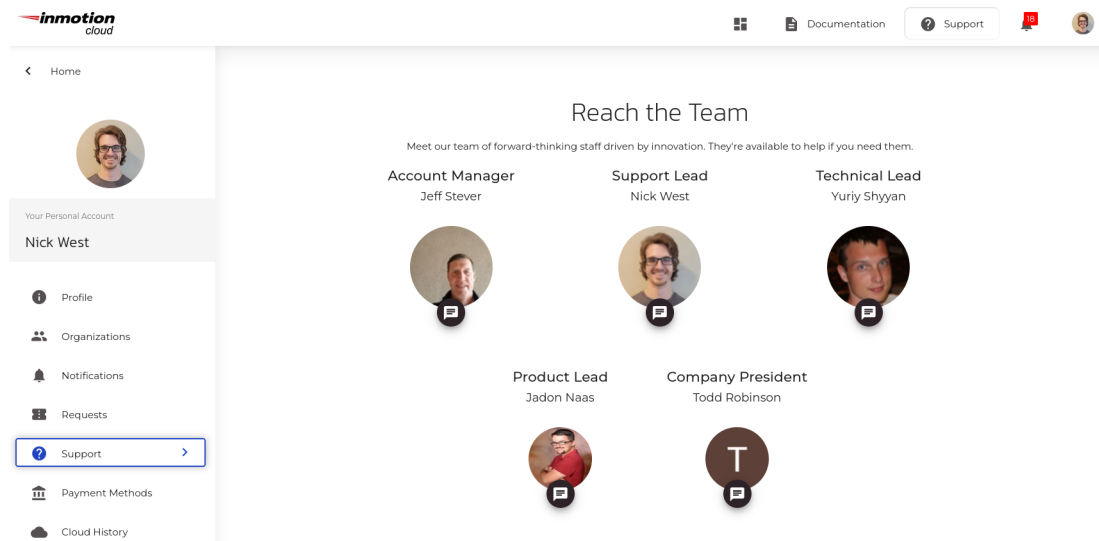 inmotion
cloud
Documentation
Support
18
Home
Your Personal Account
Nick West
Profile
Organizations
Notifications
Requests
Support
Payment Methods
Cloud History
Reach the Team
Meet our team of forward-thinking staff driven by innovation. They're available to help if you need them.
Account Manager
Jeff Stever
Support Lead
Nick West
Technical Lead
Yuriy Shyyan
Product Lead
Jadon Naas
Company President
Todd Robinson
T